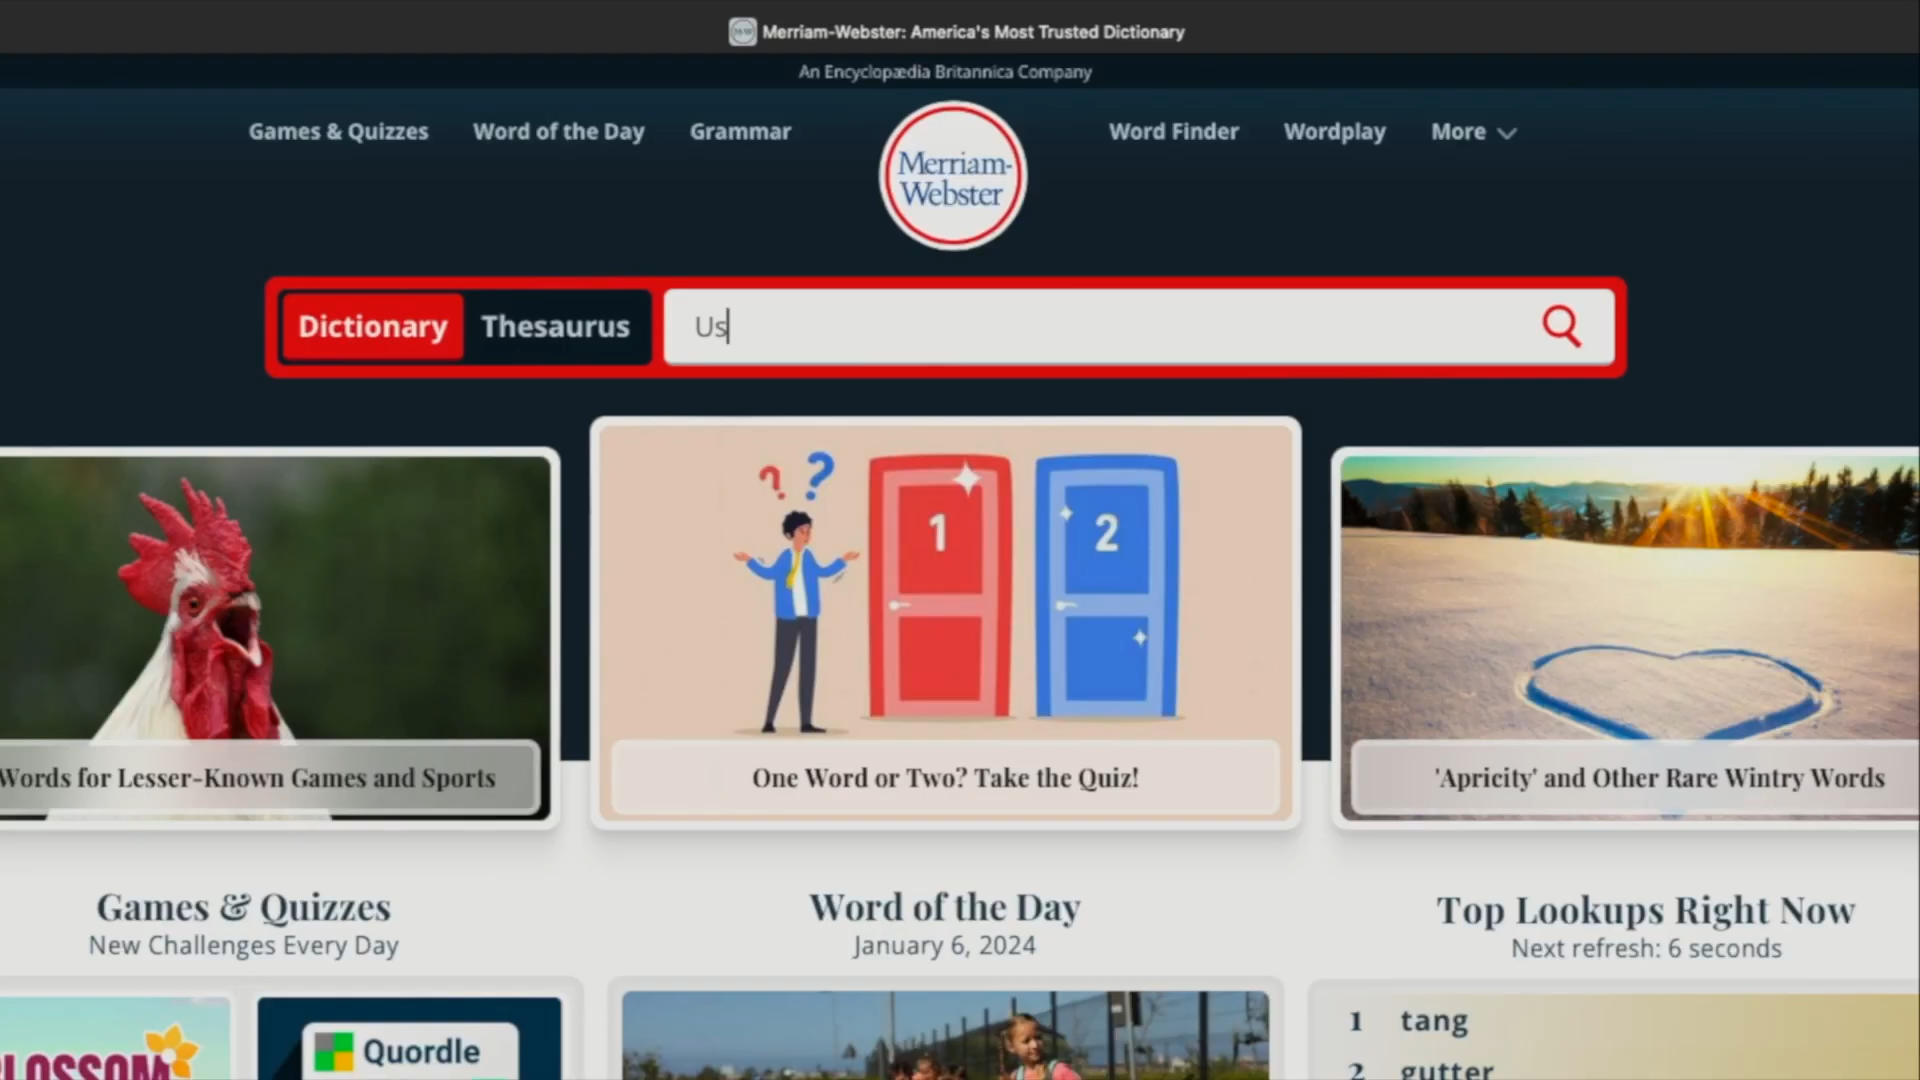 Merriam-Webster: America's Most Trusted Dictionary
An Encyclopædia Britannica Company
Games & Quizzes Word of the Day Grammar
Merriam-
Webster
Word Finder Wordplay More
Dictionary Thesaurus Us
? ?
1 2
Words for Lesser-Known Games and Sports
One Word or Two? Take the Quiz!
'Apricity' and Other Rare Wintry Words
Games & Quizzes
New Challenges Every Day
Word of the Day
January 6, 2024
Top Lookups Right Now
Next refresh: 6 seconds
Quordle
1 tang
2 gutter